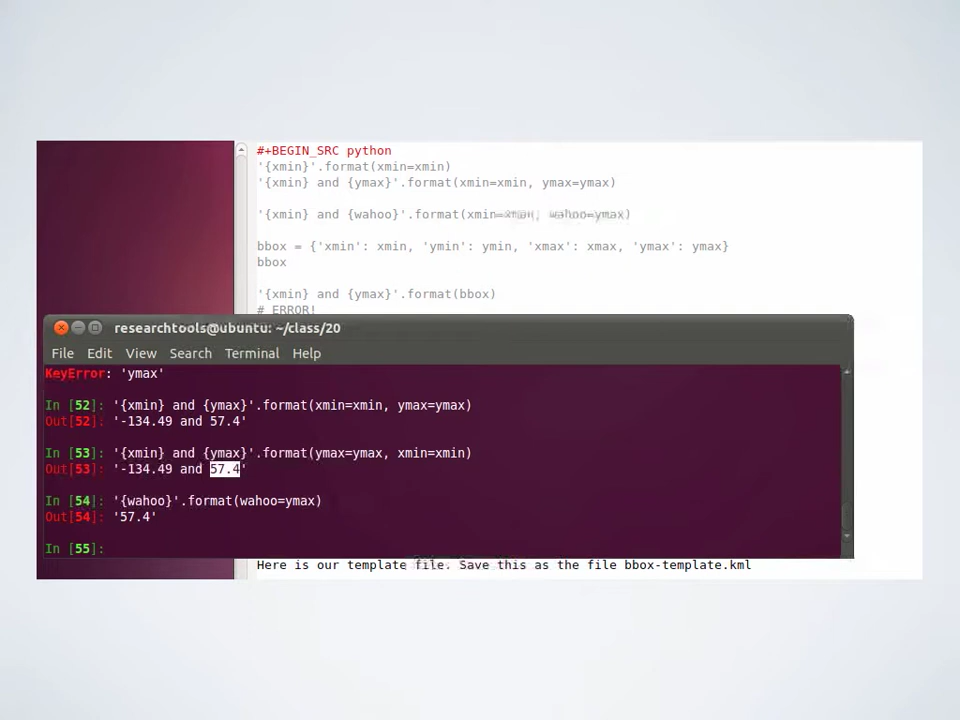 #+BEGIN_SRC python
'{xmin}'.format(xmin=xmin)
'{xmin} and {ymax}'.format(xmin=xmin, ymax=ymax)
'{xmin} and {wahoo}'.format(xmin=xmin, wahoo=ymax)
bbox = {'xmin': xmin, 'ymin': ymin, 'xmax': xmax, 'ymax': ymax}
bbox
'{xmin} and {ymax}'.format(bbox)
# ERROR!
researchtools@ubuntu: ~/class/20
File Edit View Search Terminal Help
KeyError: 'ymax'
In [52]: '{xmin} and {ymax}'.format(xmin=xmin, ymax=ymax)
Out[52]: '-134.49 and 57.4'
In [53]: '{xmin} and {ymax}'.format(ymax=ymax, xmin=xmin)
Out[53]: '-134.49 and 57.4'
In [54]: '{wahoo}'.format(wahoo=ymax)
Out[54]: '57.4'
In [55]:
Here is our template file. Save this as the file bbox-template.kml